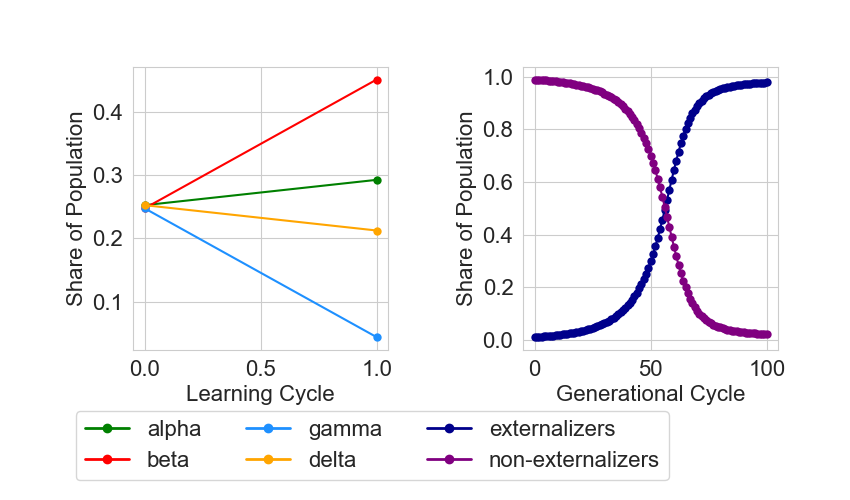 Share of Population
0.4
0.3
0.2
0.1
0.0
0.5
1.0
Learning Cycle
Share of Population
1.0
0.8
0.6
0.4
0.2
0.0
0
50
100
Generational Cycle
alpha
beta
gamma
delta
externalizers
non-externalizers